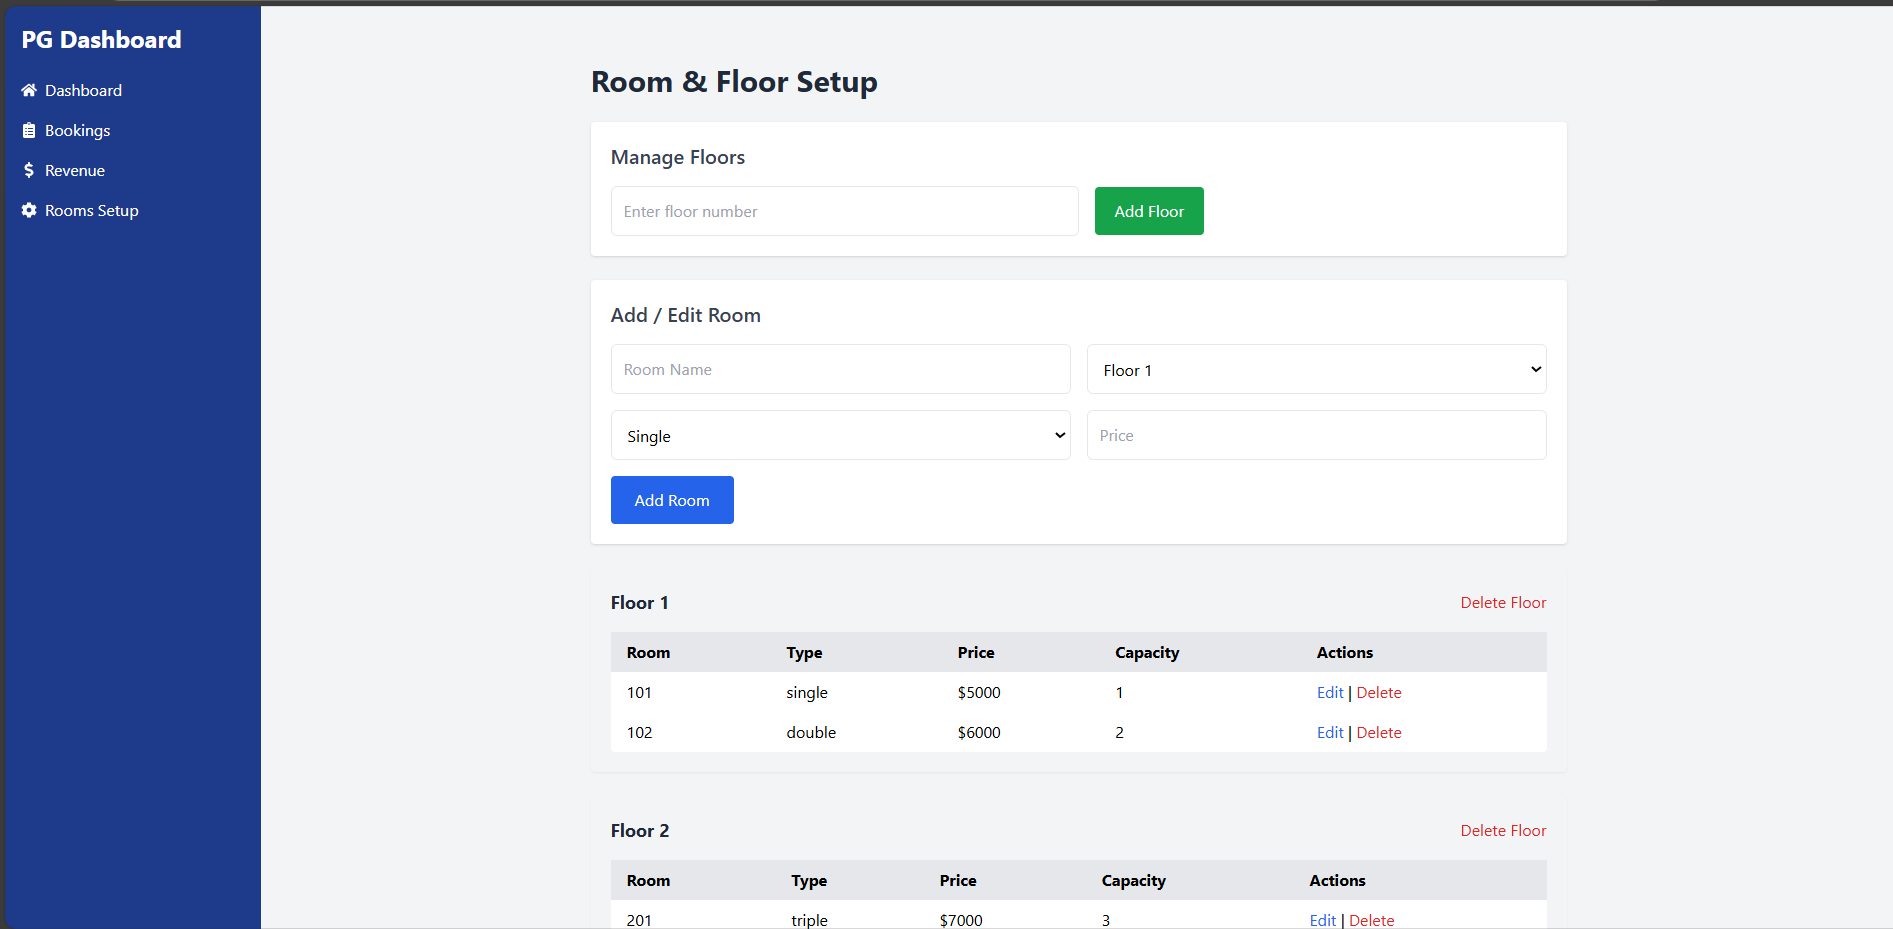 PG Dashboard
Dashboard
Bookings
Revenue
Rooms Setup
Room & Floor Setup
Manage Floors
Enter floor number
Add Floor
Add / Edit Room
Room Name
Floor 1
Single
Price
Add Room
Floor 1 Delete Floor
Room Type Price Capacity Actions
101 single $5000 1 Edit | Delete
102 double $6000 2 Edit | Delete
Floor 2 Delete Floor
Room Type Price Capacity Actions
201 triple $7000 3 Edit | Delete